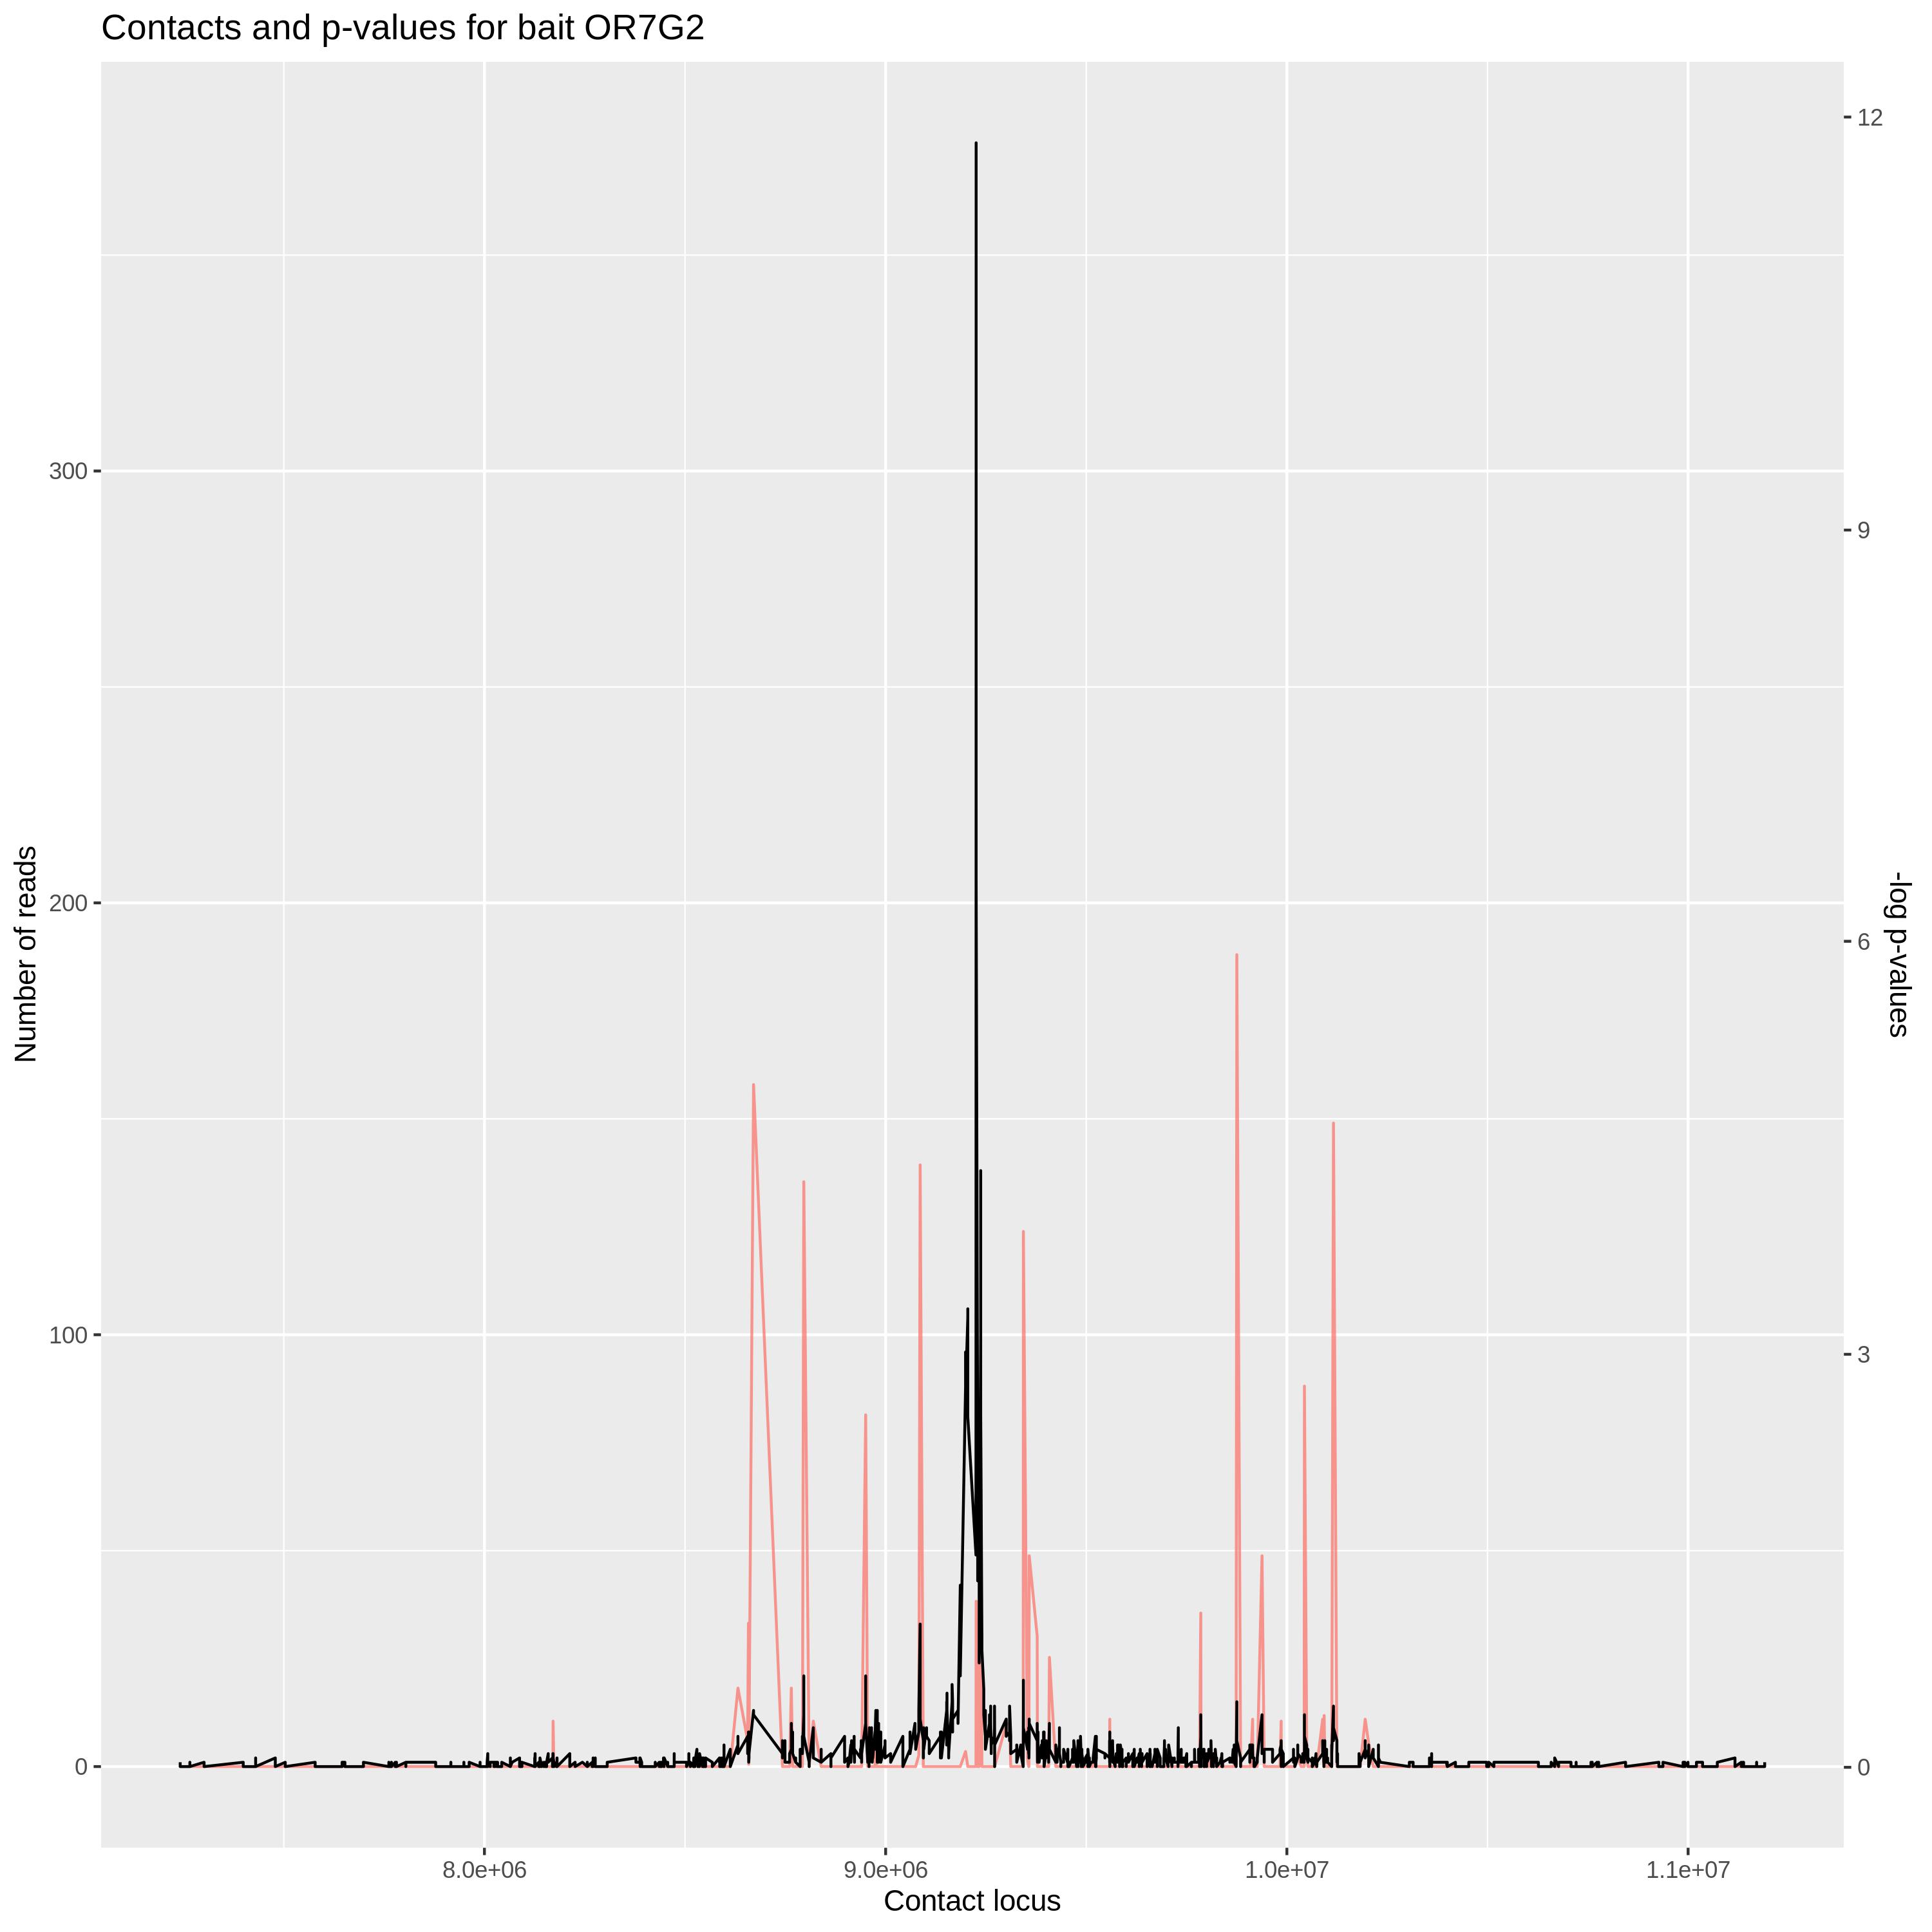 Contacts and p-values for bait OR7G2
Number of reads
300
200
100
0
12
9
6
3
0
-log p-values
8.0e+06
9.0e+06
1.0e+07
1.1e+07
Contact locus